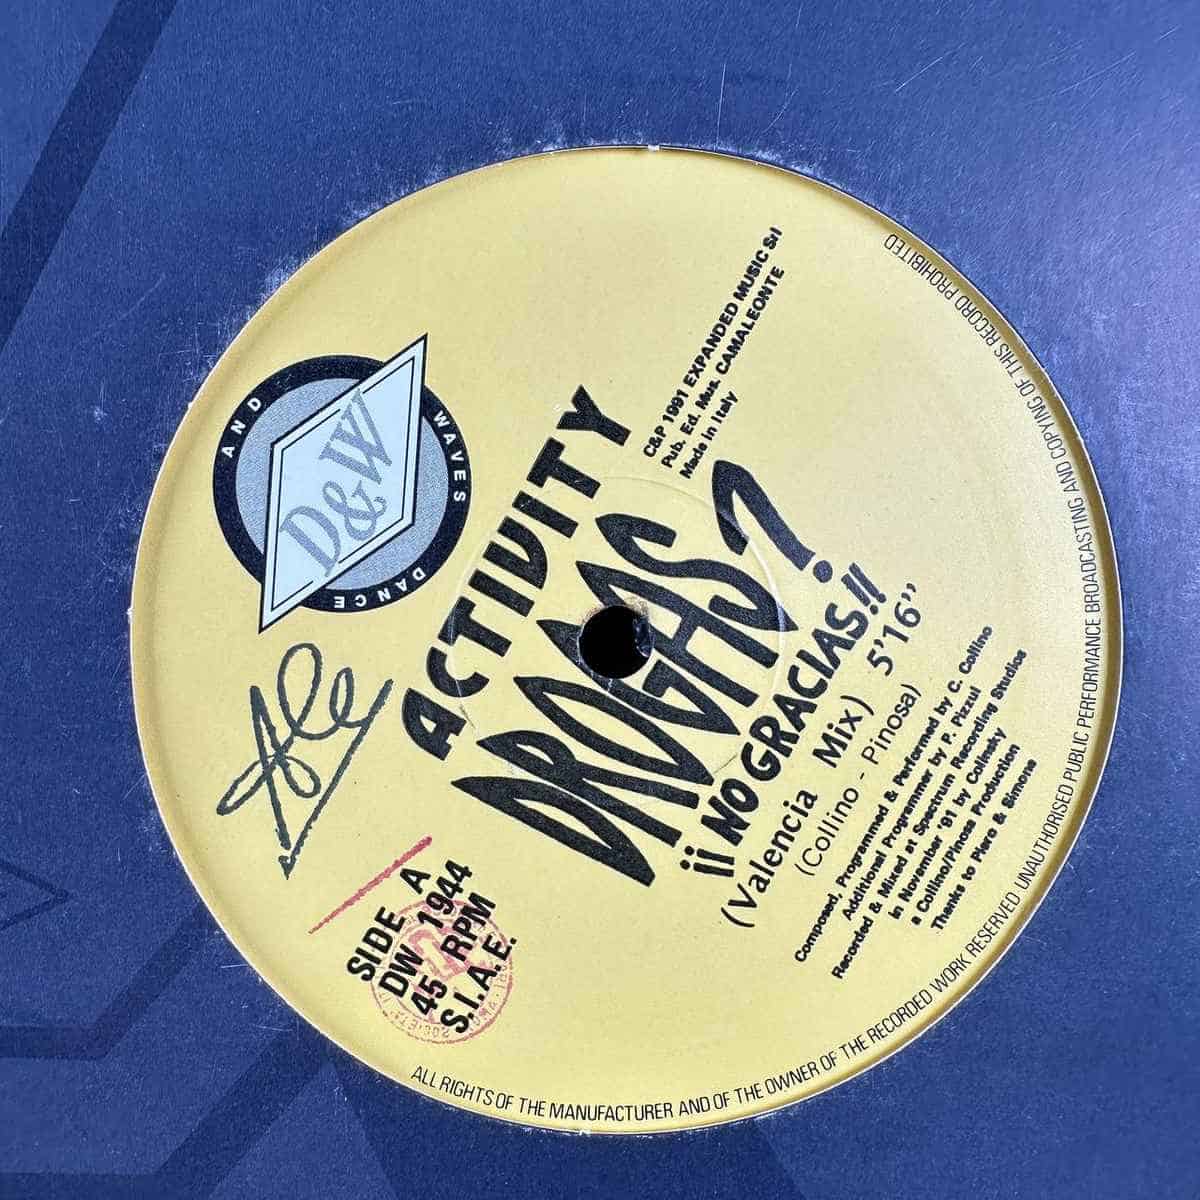 ACTIVITY
DROGAS?
¡¡NO GRACIAS!!
(Valencia Mix) 5'16"
(Collino - Pinosa)
Composed, Programmed & Performed by C. Collino
Additional Programmer by P. Pizzul
Recorded & Mixed at Spectrum Recording Studios
in November '91 by Collinsky
a Collino/Pinosa Production
Thanks to Piero & Simona
C&P 1991 EXPANDED MUSIC Srl
Pub. Ed. Mus. CAMALEONTE
Made in Italy
D&W
DANCE AND WAVES
Ale
SIDE A
DW 1944
45 RPM
S.I.A.E.
ALL RIGHTS OF THE MANUFACTURER AND OF THE OWNER OF THE RECORDED WORK RESERVED UNAUTHORISED PUBLIC PERFORMANCE BROADCASTING AND COPYING OF THIS RECORD PROHIBITED